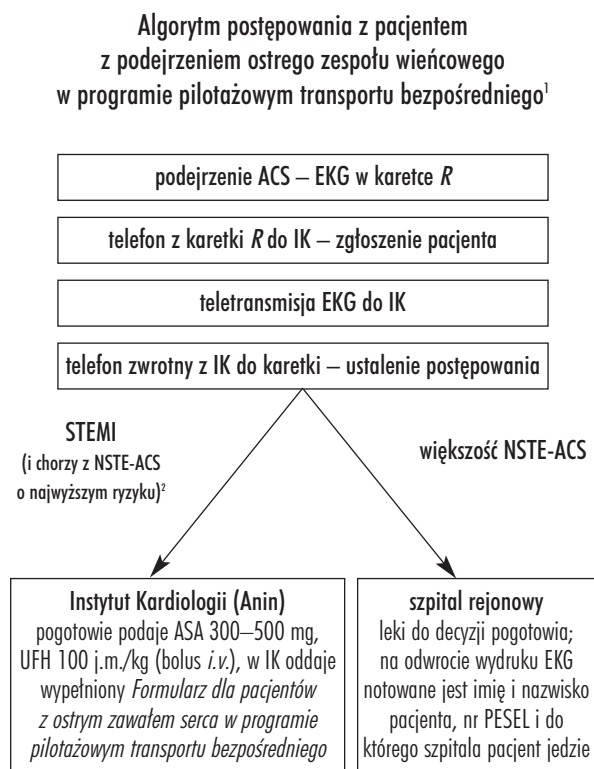 Algorytm postępowania z pacjentem
z podejrzeniem ostrego zespołu wieńcowego
w programie pilotażowym transportu bezpośredniego¹
podejrzenie ACS – EKG w karetce R
telefon z karetki R do IK – zgłoszenie pacjenta
teletransmisja EKG do IK
telefon zwrotny z IK do karetki – ustalenie postępowania
STEMI
(i chorzy z NSTE-ACS
o najwyższym ryzyku)²
większość NSTE-ACS
Instytut Kardiologii (Anin)
pogotowie podaje ASA 300–500 mg,
UFH 100 j.m./kg (bolus i.v.), w IK oddaje
wypełniony Formularz dla pacjentów
z ostrym zawałem serca w programie
pilotażowym transportu bezpośredniego
szpital rejonowy
leki do decyzji pogotowia;
na odwrocie wydruku EKG
notowane jest imię i nazwisko
pacjenta, nr PESEL i do
którego szpitala pacjent jedzie